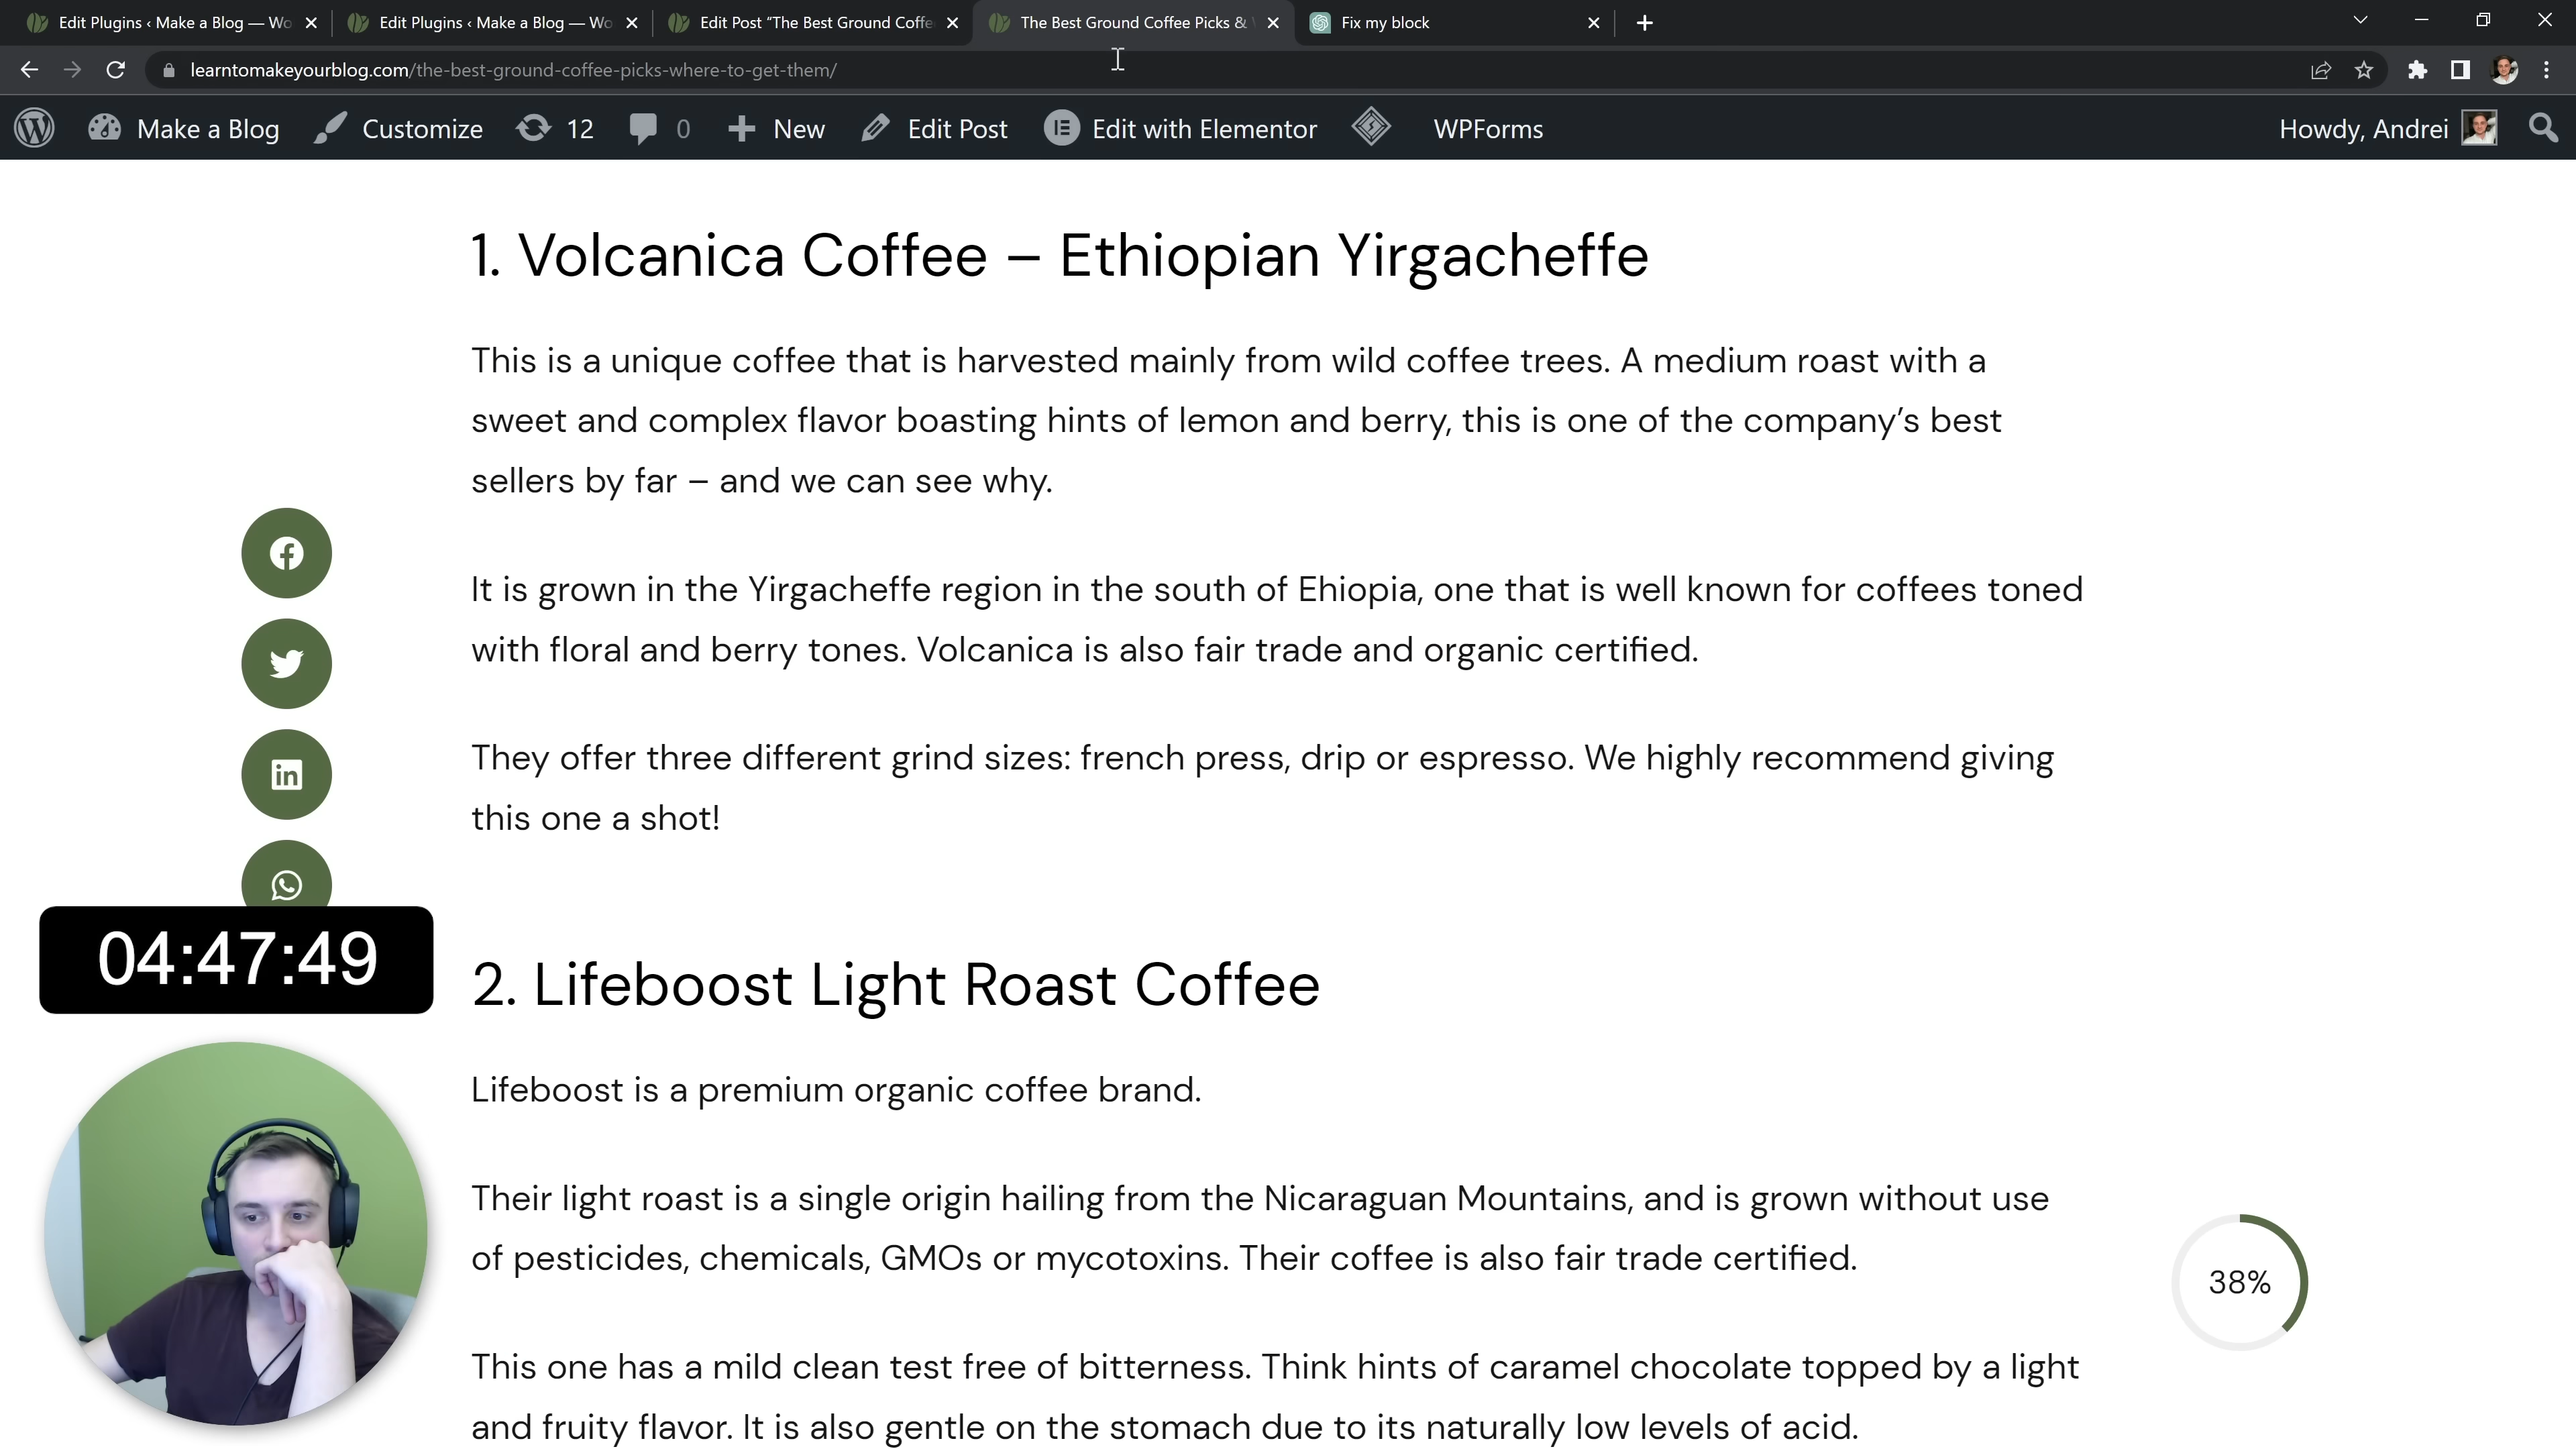 Edit Plugins ‹ Make a Blog — Wo
Edit Plugins ‹ Make a Blog — Wo
Edit Post “The Best Ground Coffe
The Best Ground Coffee Picks &
Fix my block
learntomakeyourblog.com/the-best-ground-coffee-picks-where-to-get-them/
Make a Blog
Customize
12
0
New
Edit Post
Edit with Elementor
WPForms
Howdy, Andrei
1. Volcanica Coffee – Ethiopian Yirgacheffe
This is a unique coffee that is harvested mainly from wild coffee trees. A medium roast with a
sweet and complex flavor boasting hints of lemon and berry, this is one of the company’s best
sellers by far – and we can see why.
It is grown in the Yirgacheffe region in the south of Ehiopia, one that is well known for coffees toned
with floral and berry tones. Volcanica is also fair trade and organic certified.
They offer three different grind sizes: french press, drip or espresso. We highly recommend giving
this one a shot!
04:47:49
2. Lifeboost Light Roast Coffee
Lifeboost is a premium organic coffee brand.
Their light roast is a single origin hailing from the Nicaraguan Mountains, and is grown without use
of pesticides, chemicals, GMOs or mycotoxins. Their coffee is also fair trade certified.
38%
This one has a mild clean test free of bitterness. Think hints of caramel chocolate topped by a light
and fruity flavor. It is also gentle on the stomach due to its naturally low levels of acid.